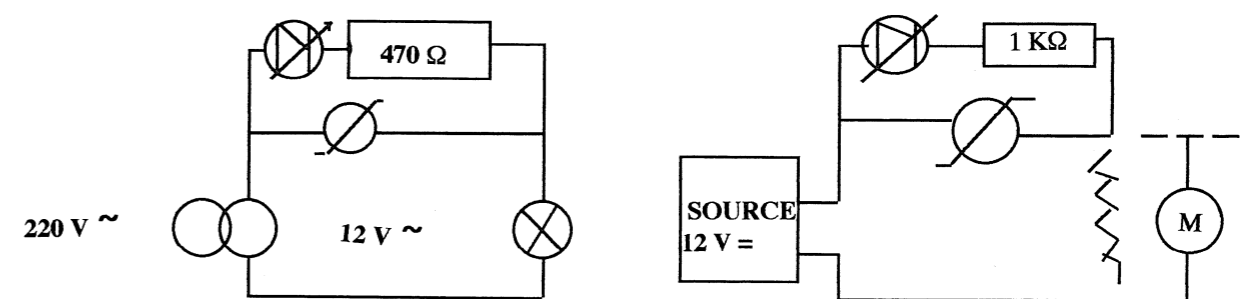 470 Ω
220 V ~
12 V ~
1 KΩ
SOURCE
12 V =
M